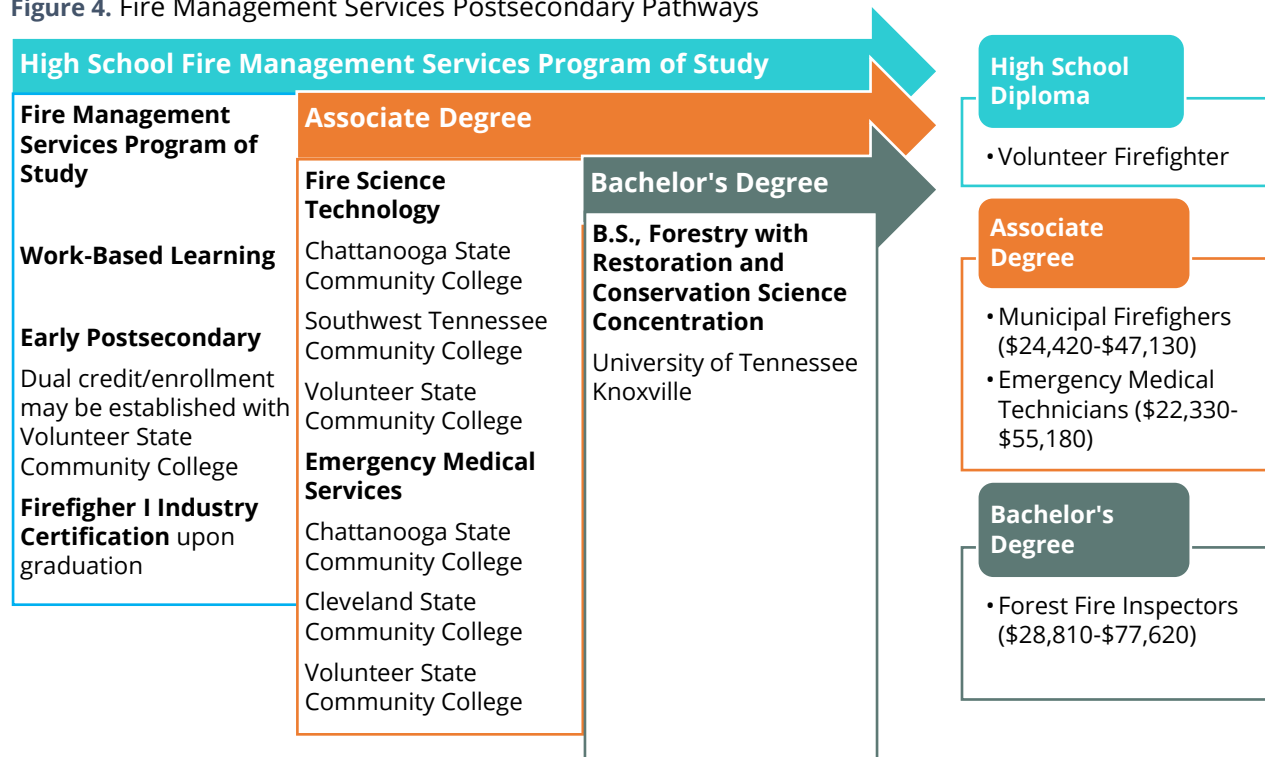 Figure 4. Fire Management Services Postsecondary Pathways
High School Fire Management Services Program of Study
Fire Management
Services Program of
Study
Work-Based Learning
Early Postsecondary
Dual credit/enrollment
may be established with
Volunteer State
Community College
Firefigher I Industry
Certification upon
graduation
Associate Degree
Fire Science
Technology
Chattanooga State
Community College
Southwest Tennessee
Community College
Volunteer State
Community College
Emergency Medical
Services
Chattanooga State
Community College
Cleveland State
Community College
Volunteer State
Community College
Bachelor's Degree
B.S., Forestry with
Restoration and
Conservation Science
Concentration
University of Tennessee
Knoxville
High School
Diploma
•Volunteer Firefighter
Associate
Degree
•Municipal Firefighers
($24,420-$47,130)
•Emergency Medical
Technicians ($22,330-
$55,180)
Bachelor's
Degree
•Forest Fire Inspectors
($28,810-$77,620)